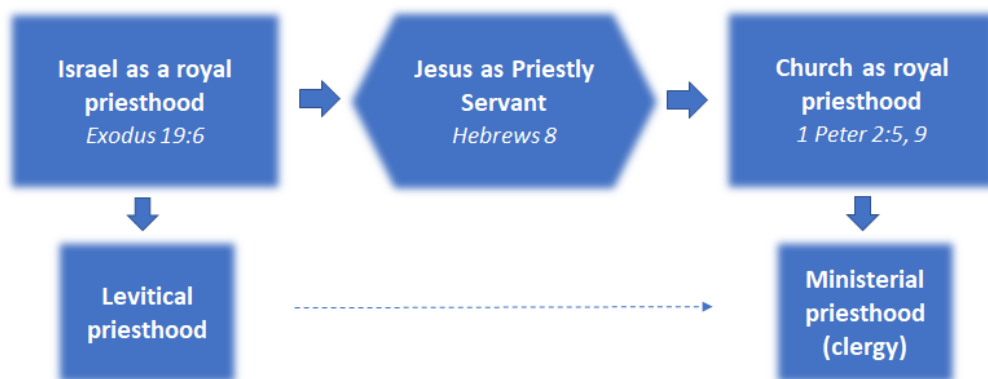 Israel as a royal
priesthood
Exodus 19:6
Jesus as Priestly
Servant
Hebrews 8
Church as royal
priesthood
1 Peter 2:5, 9
Levitical
priesthood
Ministerial
priesthood
(clergy)